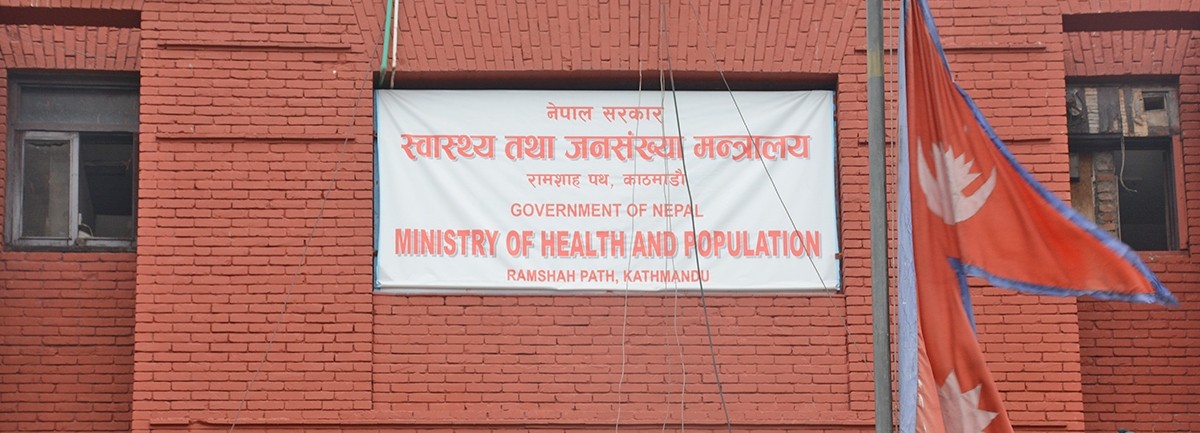 नेपाल सरकार
स्वास्थ्य तथा जनसंख्या मन्त्रालय
रामशाह पथ, काठमाडौं
GOVERNMENT OF NEPAL
MINISTRY OF HEALTH AND POPULATION
RAMSHAH PATH, KATHMANDU